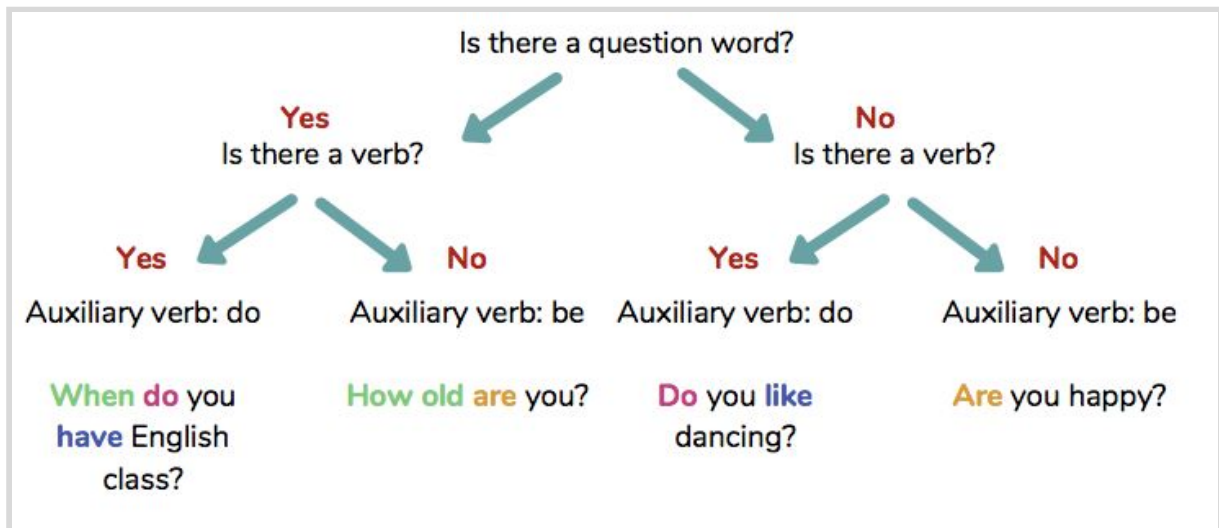 Is there a question word?
Yes
No
Is there a verb?
Is there a verb?
Yes
No
Yes
No
Auxiliary verb: do
Auxiliary verb: be
Auxiliary verb: do
Auxiliary verb: be
When do you
have English
class?
How old are you?
Do you like
dancing?
Are you happy?